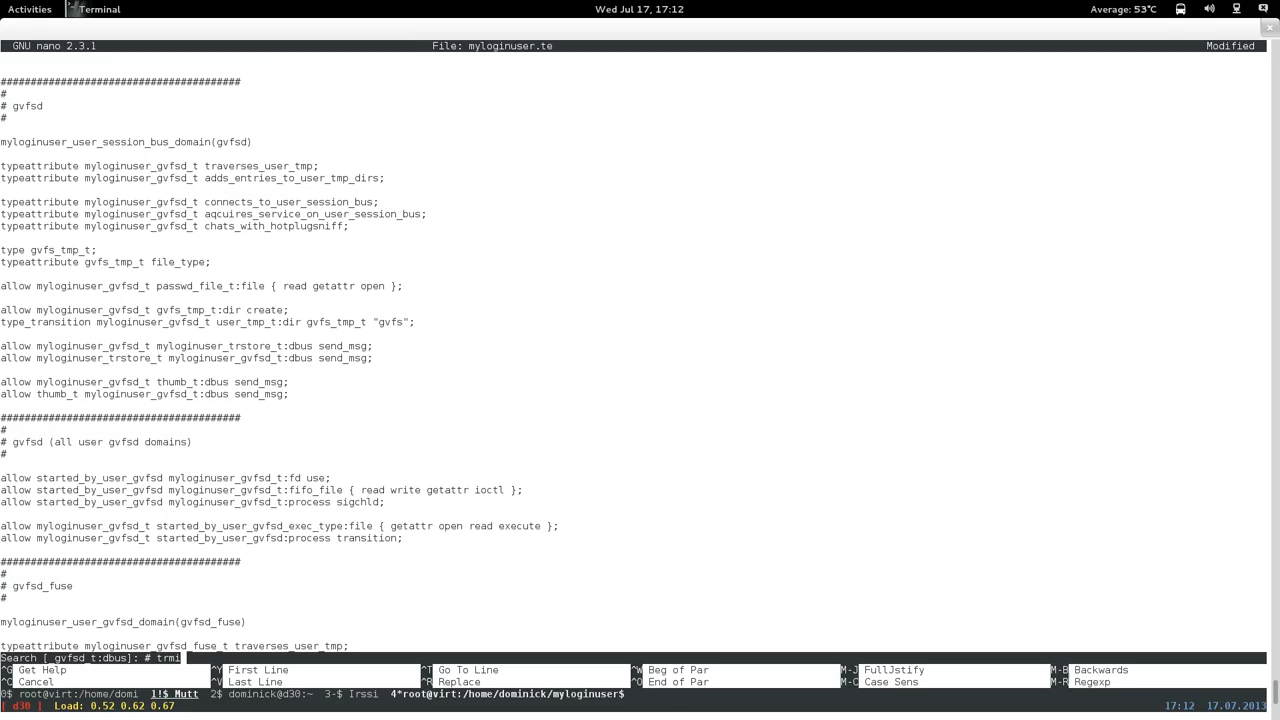 Activities Terminal Wed Jul 17, 17:12 Average: 53°C
GNU nano 2.3.1 File: myloginuser.te Modified
########################################
#
# gvfsd
#
myloginuser_user_session_bus_domain(gvfsd)
typeattribute myloginuser_gvfsd_t traverses_user_tmp;
typeattribute myloginuser_gvfsd_t adds_entries_to_user_tmp_dirs;
typeattribute myloginuser_gvfsd_t connects_to_user_session_bus;
typeattribute myloginuser_gvfsd_t aqcuires_service_on_user_session_bus;
typeattribute myloginuser_gvfsd_t chats_with_hotplugsniff;
type gvfs_tmp_t;
typeattribute gvfs_tmp_t file_type;
allow myloginuser_gvfsd_t passwd_file_t:file { read getattr open };
allow myloginuser_gvfsd_t gvfs_tmp_t:dir create;
type_transition myloginuser_gvfsd_t user_tmp_t:dir gvfs_tmp_t "gvfs";
allow myloginuser_gvfsd_t myloginuser_trstore_t:dbus send_msg;
allow myloginuser_trstore_t myloginuser_gvfsd_t:dbus send_msg;
allow myloginuser_gvfsd_t thumb_t:dbus send_msg;
allow thumb_t myloginuser_gvfsd_t:dbus send_msg;
########################################
#
# gvfsd (all user gvfsd domains)
#
allow started_by_user_gvfsd myloginuser_gvfsd_t:fd use;
allow started_by_user_gvfsd myloginuser_gvfsd_t:fifo_file { read write getattr ioctl };
allow started_by_user_gvfsd myloginuser_gvfsd_t:process sigchld;
allow myloginuser_gvfsd_t started_by_user_gvfsd_exec_type:file { getattr open read execute };
allow myloginuser_gvfsd_t started_by_user_gvfsd:process transition;
########################################
#
# gvfsd_fuse
#
myloginuser_user_gvfsd_domain(gvfsd_fuse)
typeattribute myloginuser_gvfsd_fuse_t traverses_user_tmp;
Search [_gvfsd_t:dbus]: # trmi
^G Get Help ^Y First Line ^T Go To Line ^W Beg of Par M-J FullJstify M-B Backwards
^C Cancel ^V Last Line ^R Replace ^O End of Par M-C Case Sens M-R Regexp
0$ root@virt:/home/domi 1!$ Mutt 2$ dominick@d30:~ 3-$ Irssi 4*root@virt:/home/dominick/myloginuser$
[ d30 ] Load: 0.52 0.62 0.67 17:12 17.07.2013